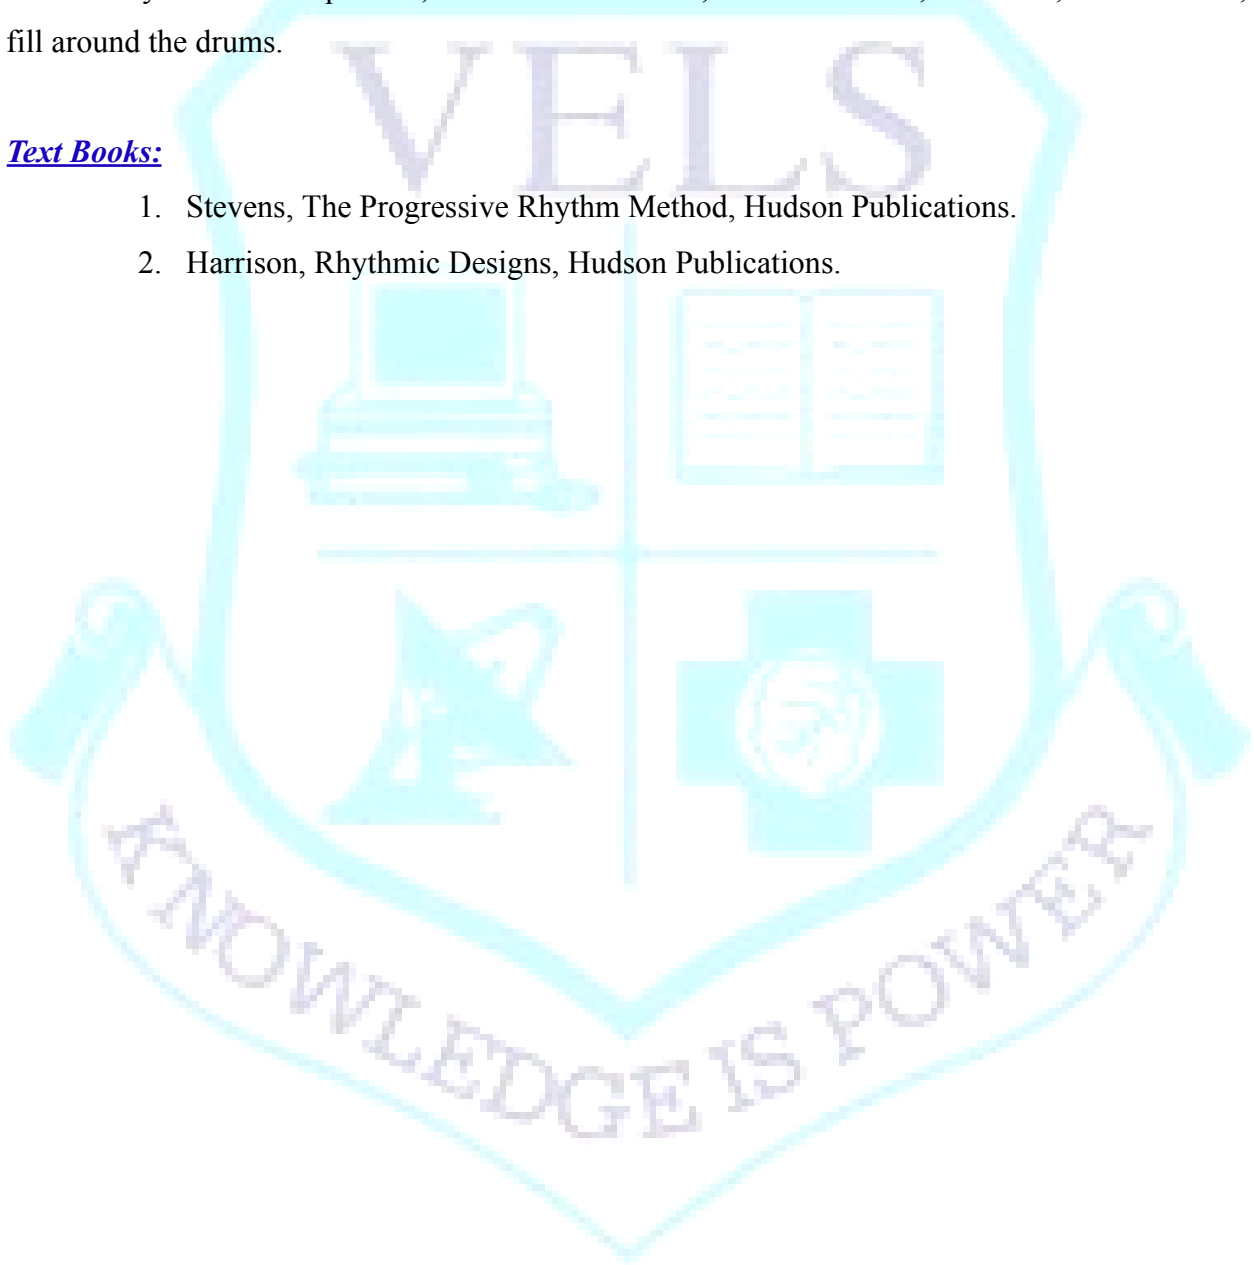 fill around the drums.
VELS
Text Books:
1. Stevens, The Progressive Rhythm Method, Hudson Publications.
2. Harrison, Rhythmic Designs, Hudson Publications.
KNOWLEDGE IS POWER